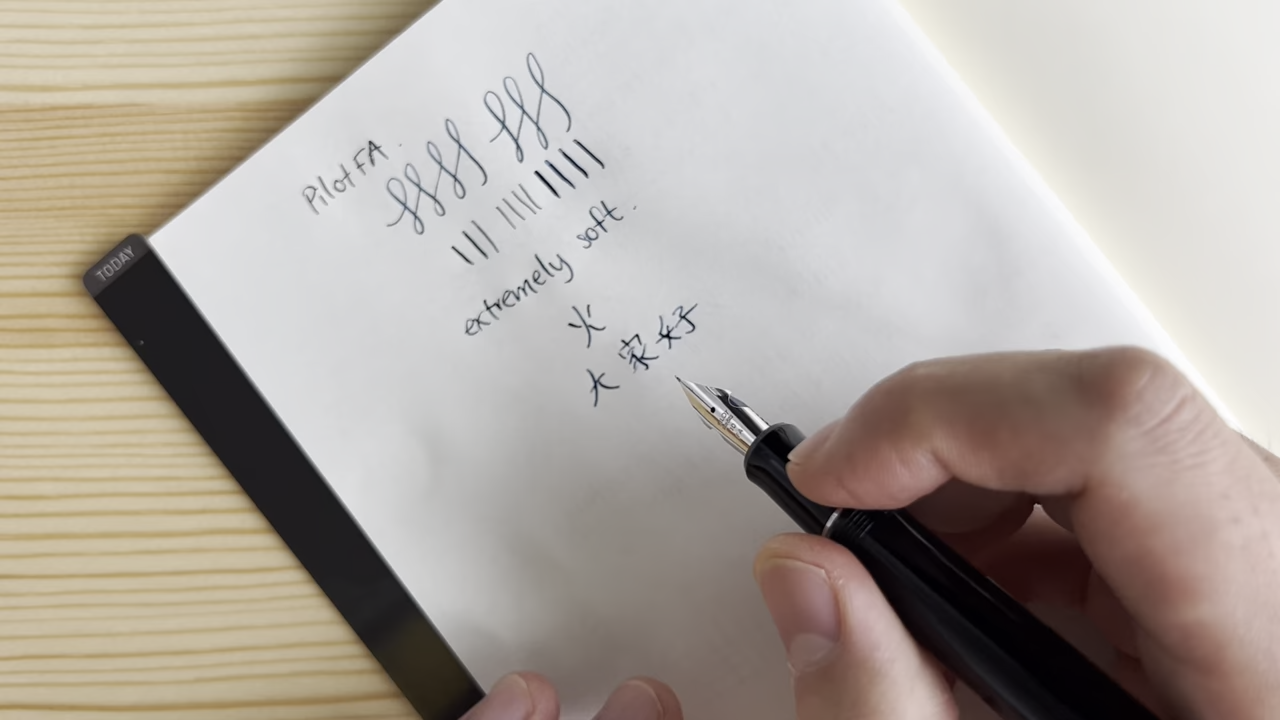 Pilot FA.
extremely soft.
火
大家好
TODAY